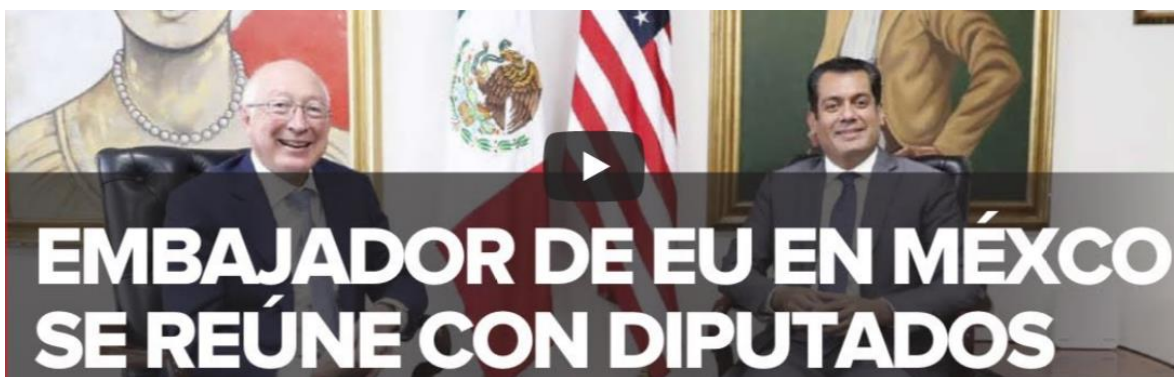 EMBAJADOR DE EU EN MÉXCO
SE REÚNE CON DIPUTADOS